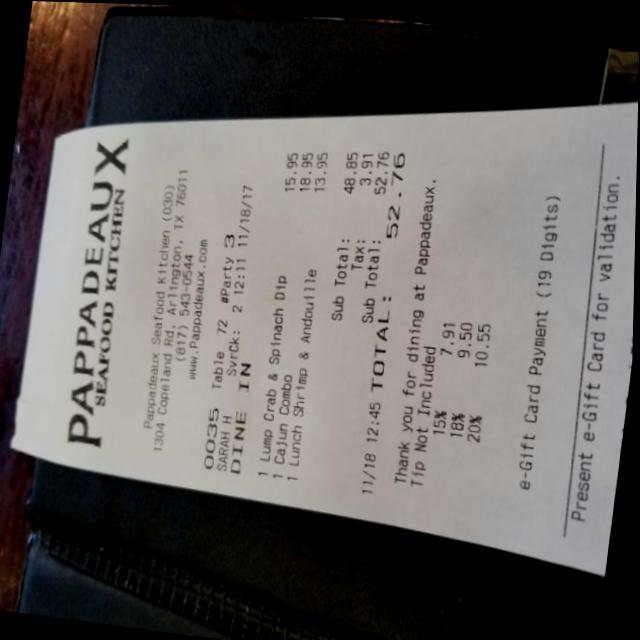 PAPPADEAUX
SEAFOOD KITCHEN
Pappadeaux Seafood Kitchen (030)
1304 Copeland Rd, Arlington, TX 76011
(817) 543-0544
www.Pappadeaux.com
0035 Table 72 #Party 3
SARAH H SvrCk: 2 12:11 11/18/17
DINE IN
1 Lump Crab & Spinach Dip 15.95
1 Cajun Combo 18.95
1 Lunch Shrimp & Andouille 13.95
Sub Total: 48.85
Tax: 3.91
Sub Total: 52.76
11/18 12:45 TOTAL: 52.76
Thank you for dining at Pappadeaux.
Tip Not Included
15% 7.91
18% 9.50
20% 10.55
e-Gift Card Payment (19 Digits)
Present e-Gift Card for validation.